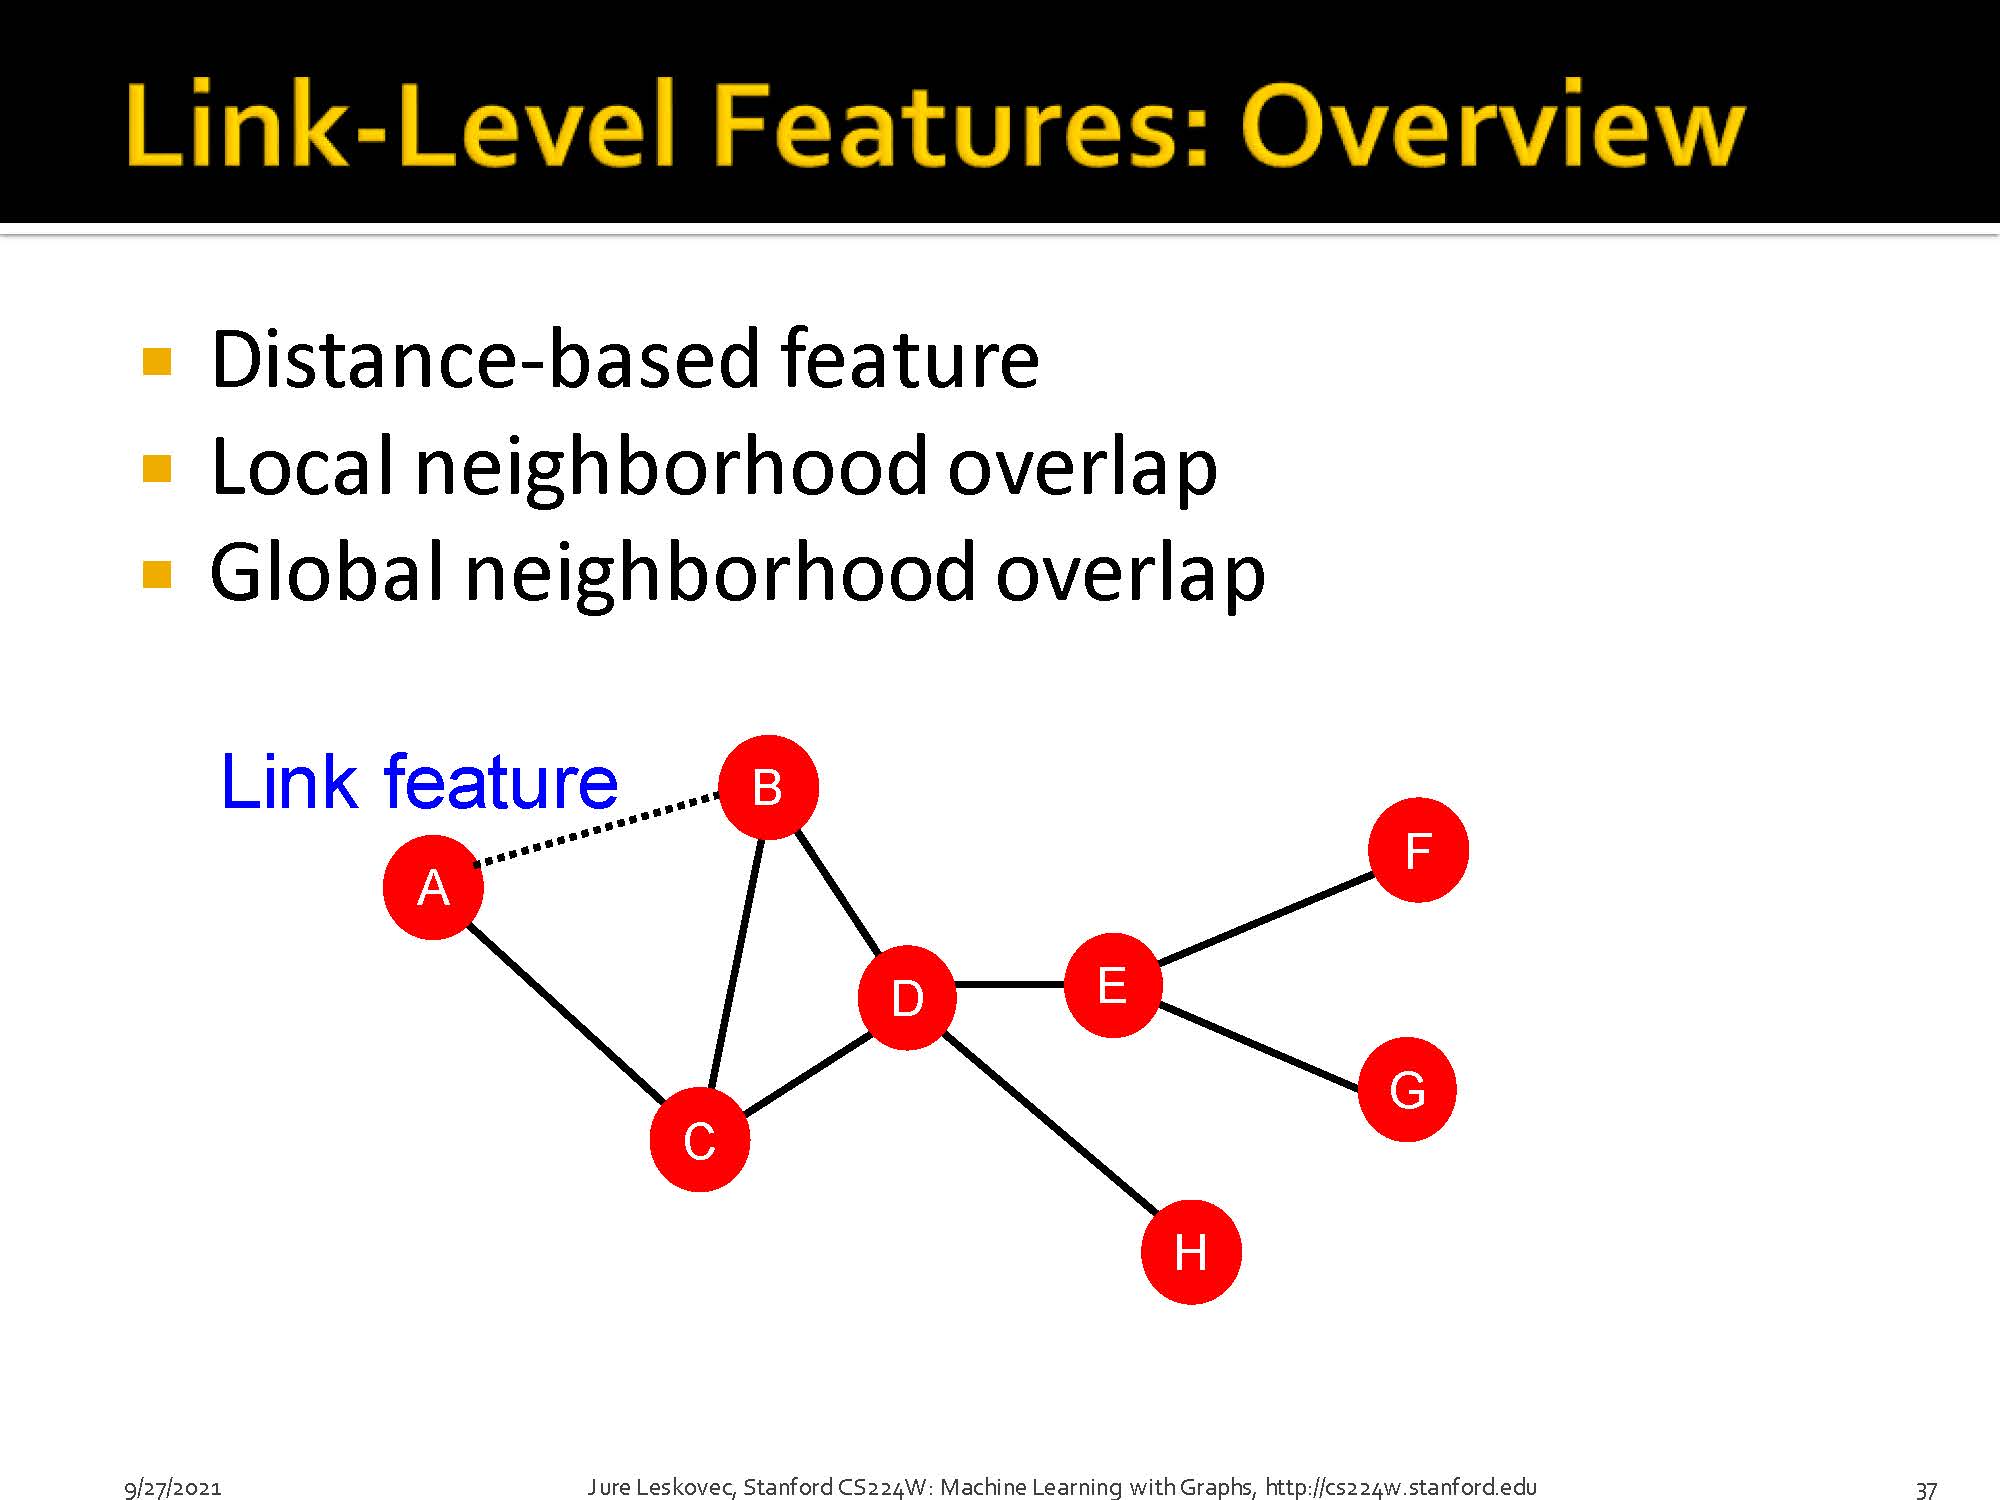 Link-Level Features: Overview
Distance-based feature
Local neighborhood overlap
Global neighborhood overlap
Link feature
B
A
F
D
E
G
C
H
9/27/2021
Jure Leskovec, Stanford CS224W: Machine Learning with Graphs, http://cs224w.stanford.edu
37